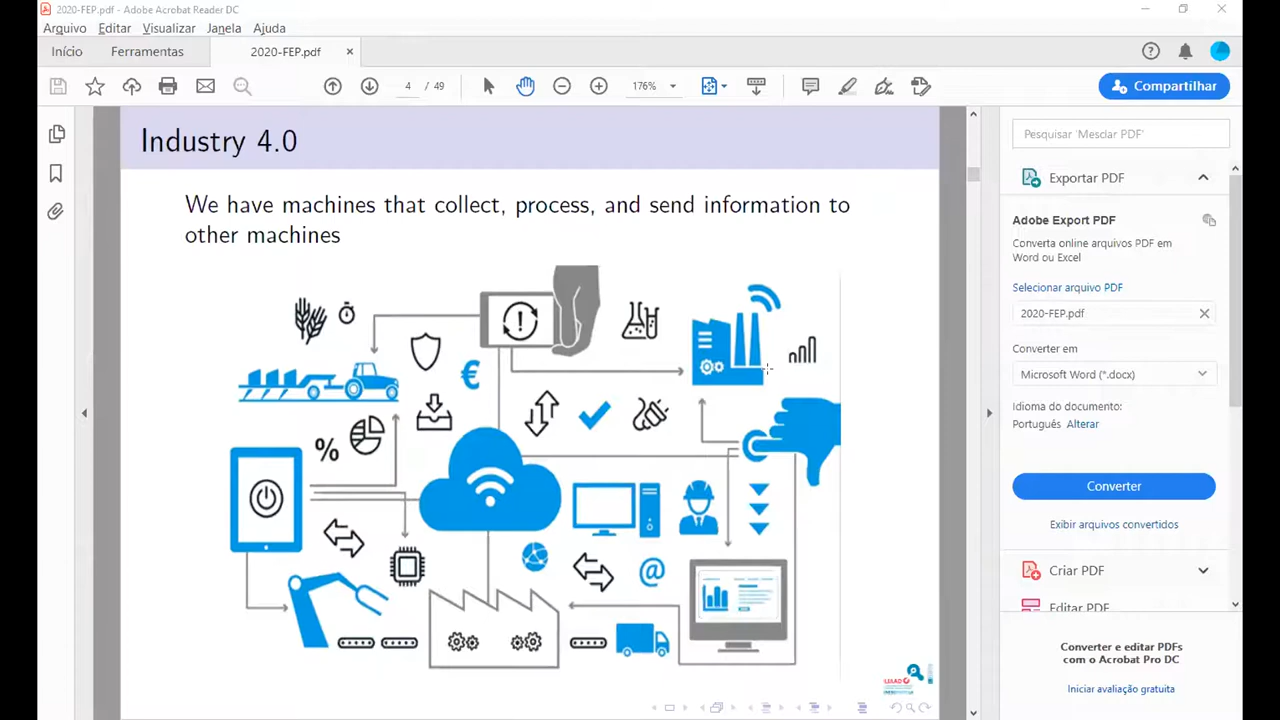 2020-FEP.pdf - Adobe Acrobat Reader DC
Arquivo Editar Visualizar Janela Ajuda
Início Ferramentas 2020-FEP.pdf
4 / 49 176% Compartilhar
Industry 4.0
We have machines that collect, process, and send information to
other machines
€
%
@
Pesquisar 'Mesclar PDF'
Exportar PDF
Adobe Export PDF
Converta online arquivos PDF em
Word ou Excel
Selecionar arquivo PDF
2020-FEP.pdf
Converter em
Microsoft Word (*.docx)
Idioma do documento:
Português Alterar
Converter
Exibir arquivos convertidos
Criar PDF
Editar PDF
Converter e editar PDFs
com o Acrobat Pro DC
Iniciar avaliação gratuita
LIAAD